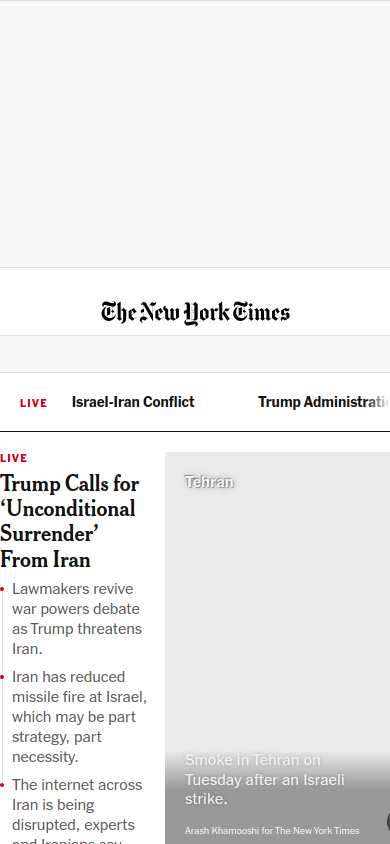 The New York Times
LIVE Israel-Iran Conflict Trump Administrati
LIVE
Trump Calls for
‘Unconditional
Surrender’
From Iran
Lawmakers revive
war powers debate
as Trump threatens
Iran.
Iran has reduced
missile fire at Israel,
which may be part
strategy, part
necessity.
The internet across
Iran is being
disrupted, experts
and Iranians say.
Tehran
Smoke in Tehran on
Tuesday after an Israeli
strike.
Arash Khamooshi for The New York Times